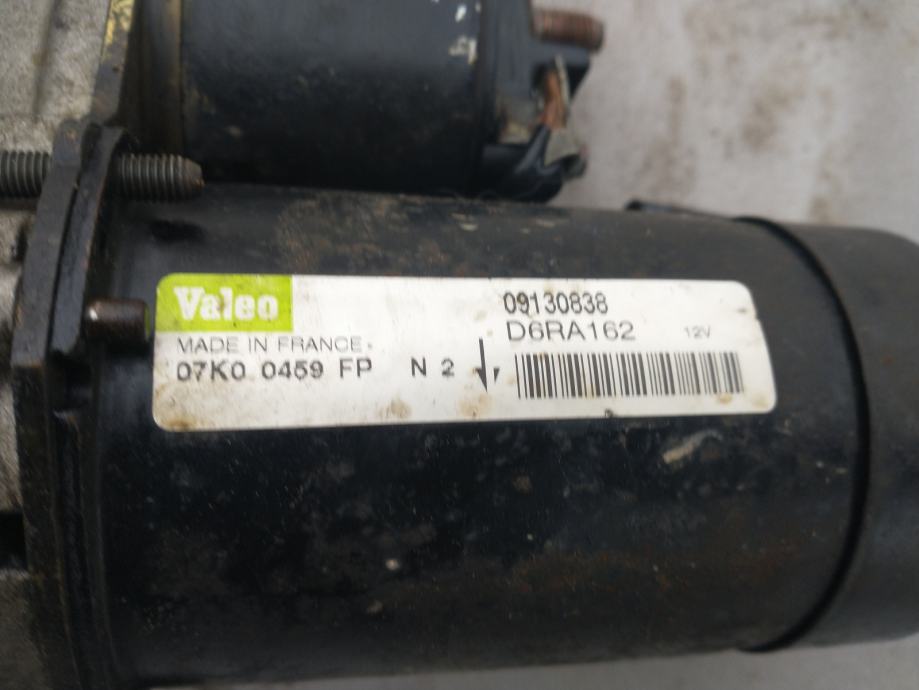 Valeo
09130838
D6RA162 12V
MADE IN FRANCE
07K0 0459 FP N 2